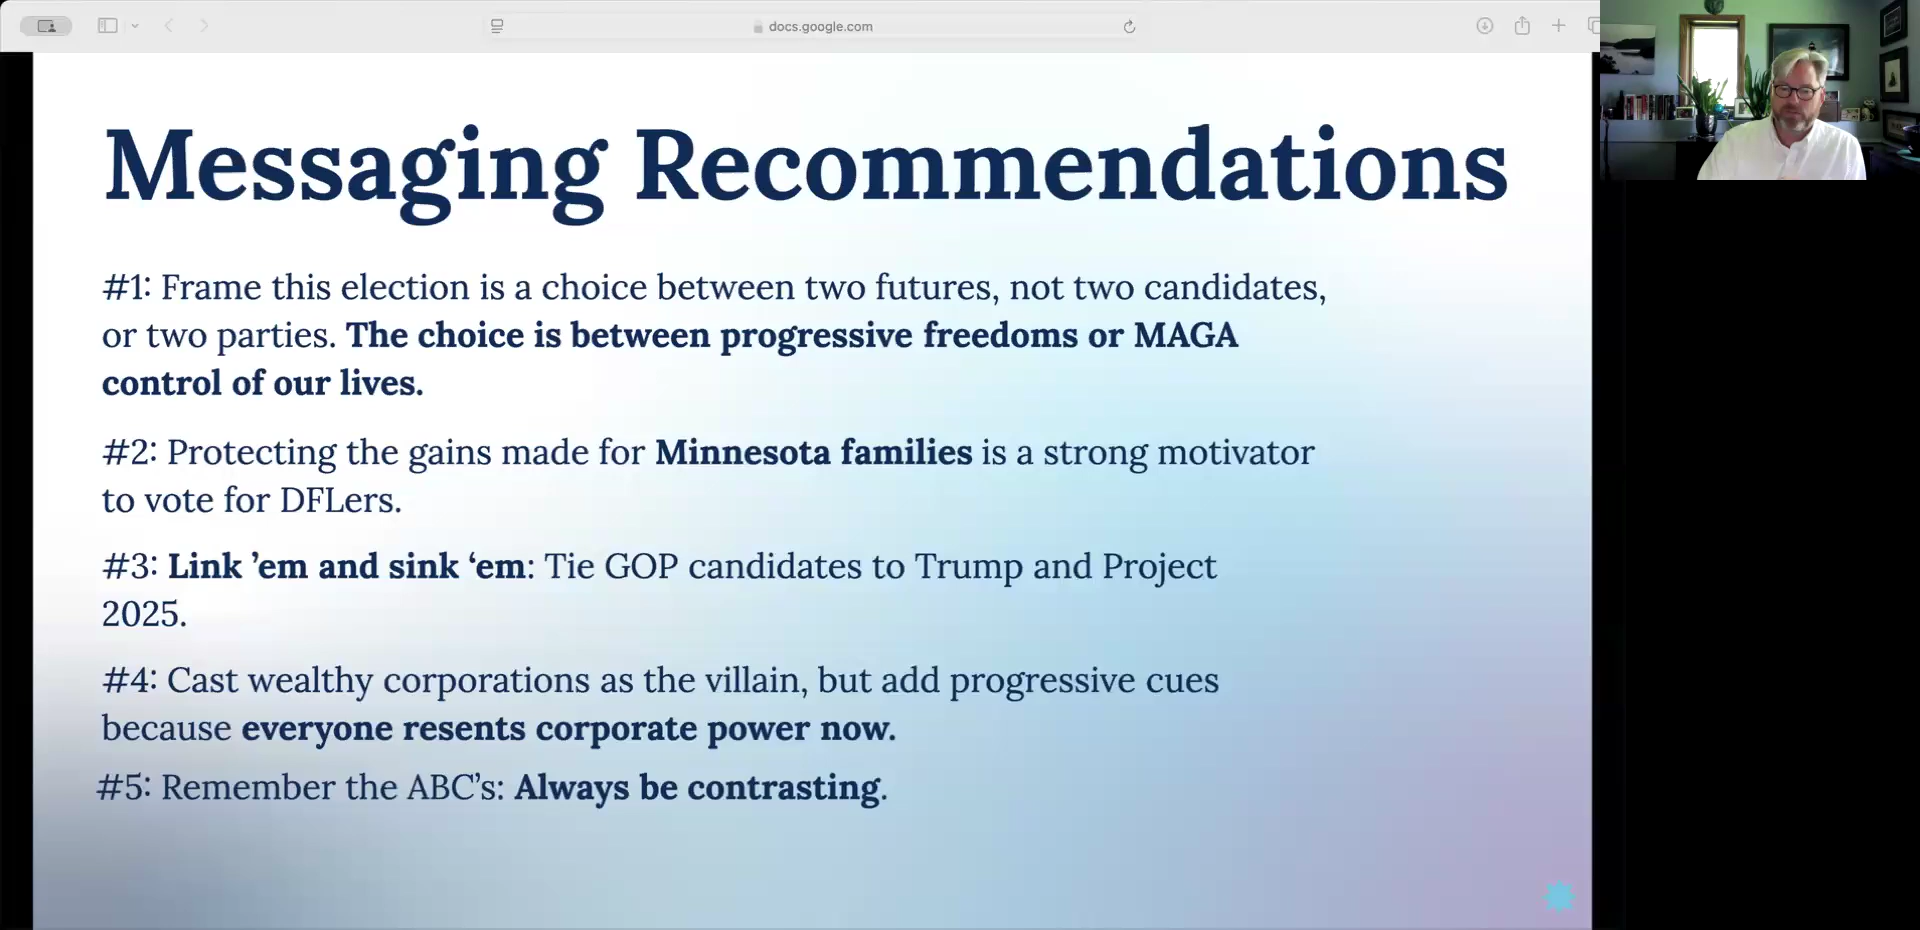 docs.google.com
Messaging Recommendations
#1: Frame this election is a choice between two futures, not two candidates,
or two parties. The choice is between progressive freedoms or MAGA
control of our lives.
#2: Protecting the gains made for Minnesota families is a strong motivator
to vote for DFLers.
#3: Link ’em and sink ‘em: Tie GOP candidates to Trump and Project
2025.
#4: Cast wealthy corporations as the villain, but add progressive cues
because everyone resents corporate power now.
#5: Remember the ABC’s: Always be contrasting.